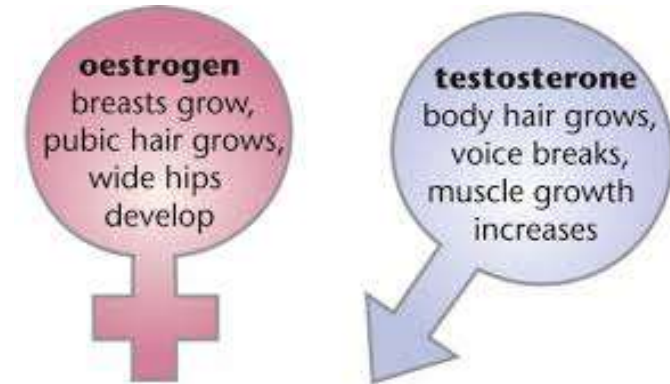 oestrogen
breasts grow,
pubic hair grows,
wide hips
develop
testosterone
body hair grows,
voice breaks,
muscle growth
increases